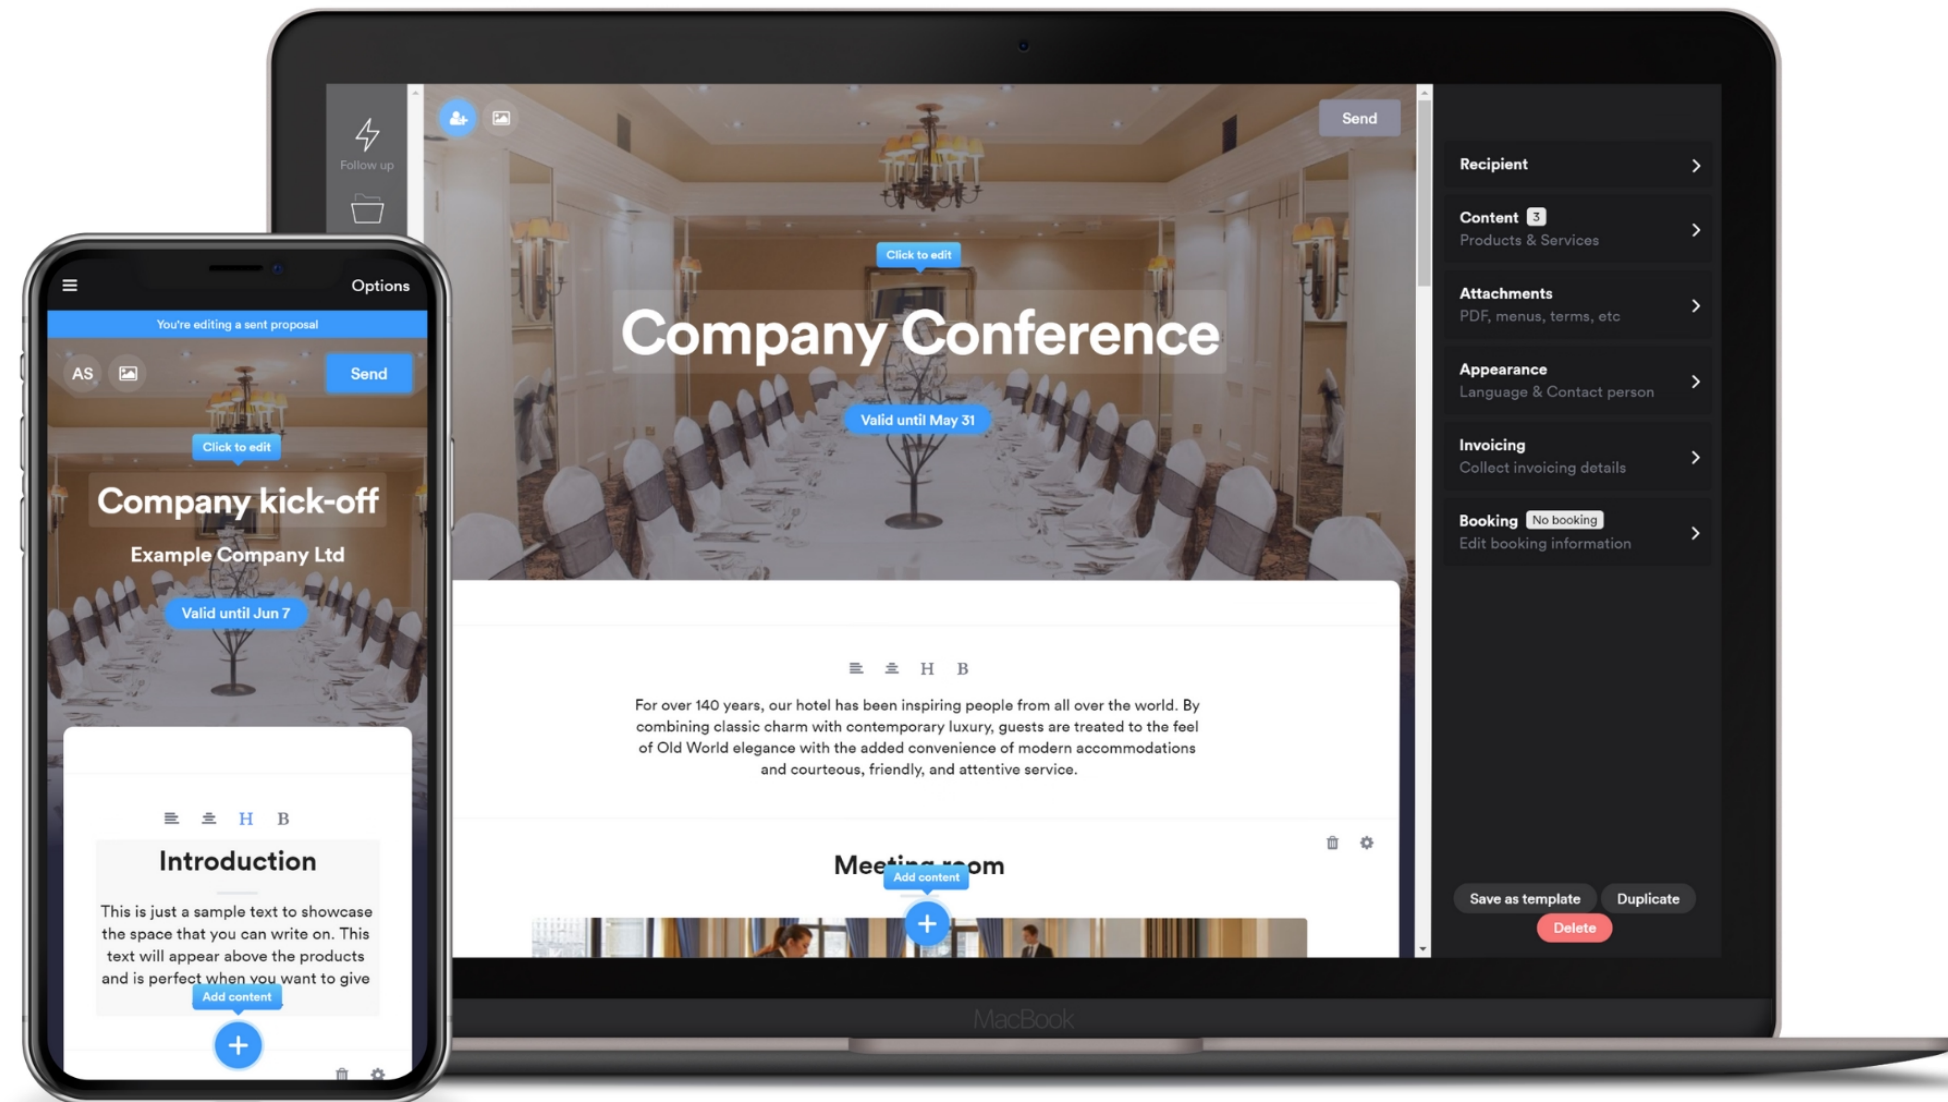 Follow up
Send
Click to edit
Company Conference
Valid until May 31
H B
For over 140 years, our hotel has been inspiring people from all over the world. By
combining classic charm with contemporary luxury, guests are treated to the feel
of Old World elegance with the added convenience of modern accommodations
and courteous, friendly, and attentive service.
Meeting room
Add content
Recipient
Content 3
Products & Services
Attachments
PDF, menus, terms, etc
Appearance
Language & Contact person
Invoicing
Collect invoicing details
Booking No booking
Edit booking information
Save as template Duplicate
Delete
MacBook
Options
You're editing a sent proposal
AS Send
Click to edit
Company kick-off
Example Company Ltd
Valid until Jun 7
H B
Introduction
This is just a sample text to showcase
the space that you can write on. This
text will appear above the products
and is perfect when you want to give
Add content